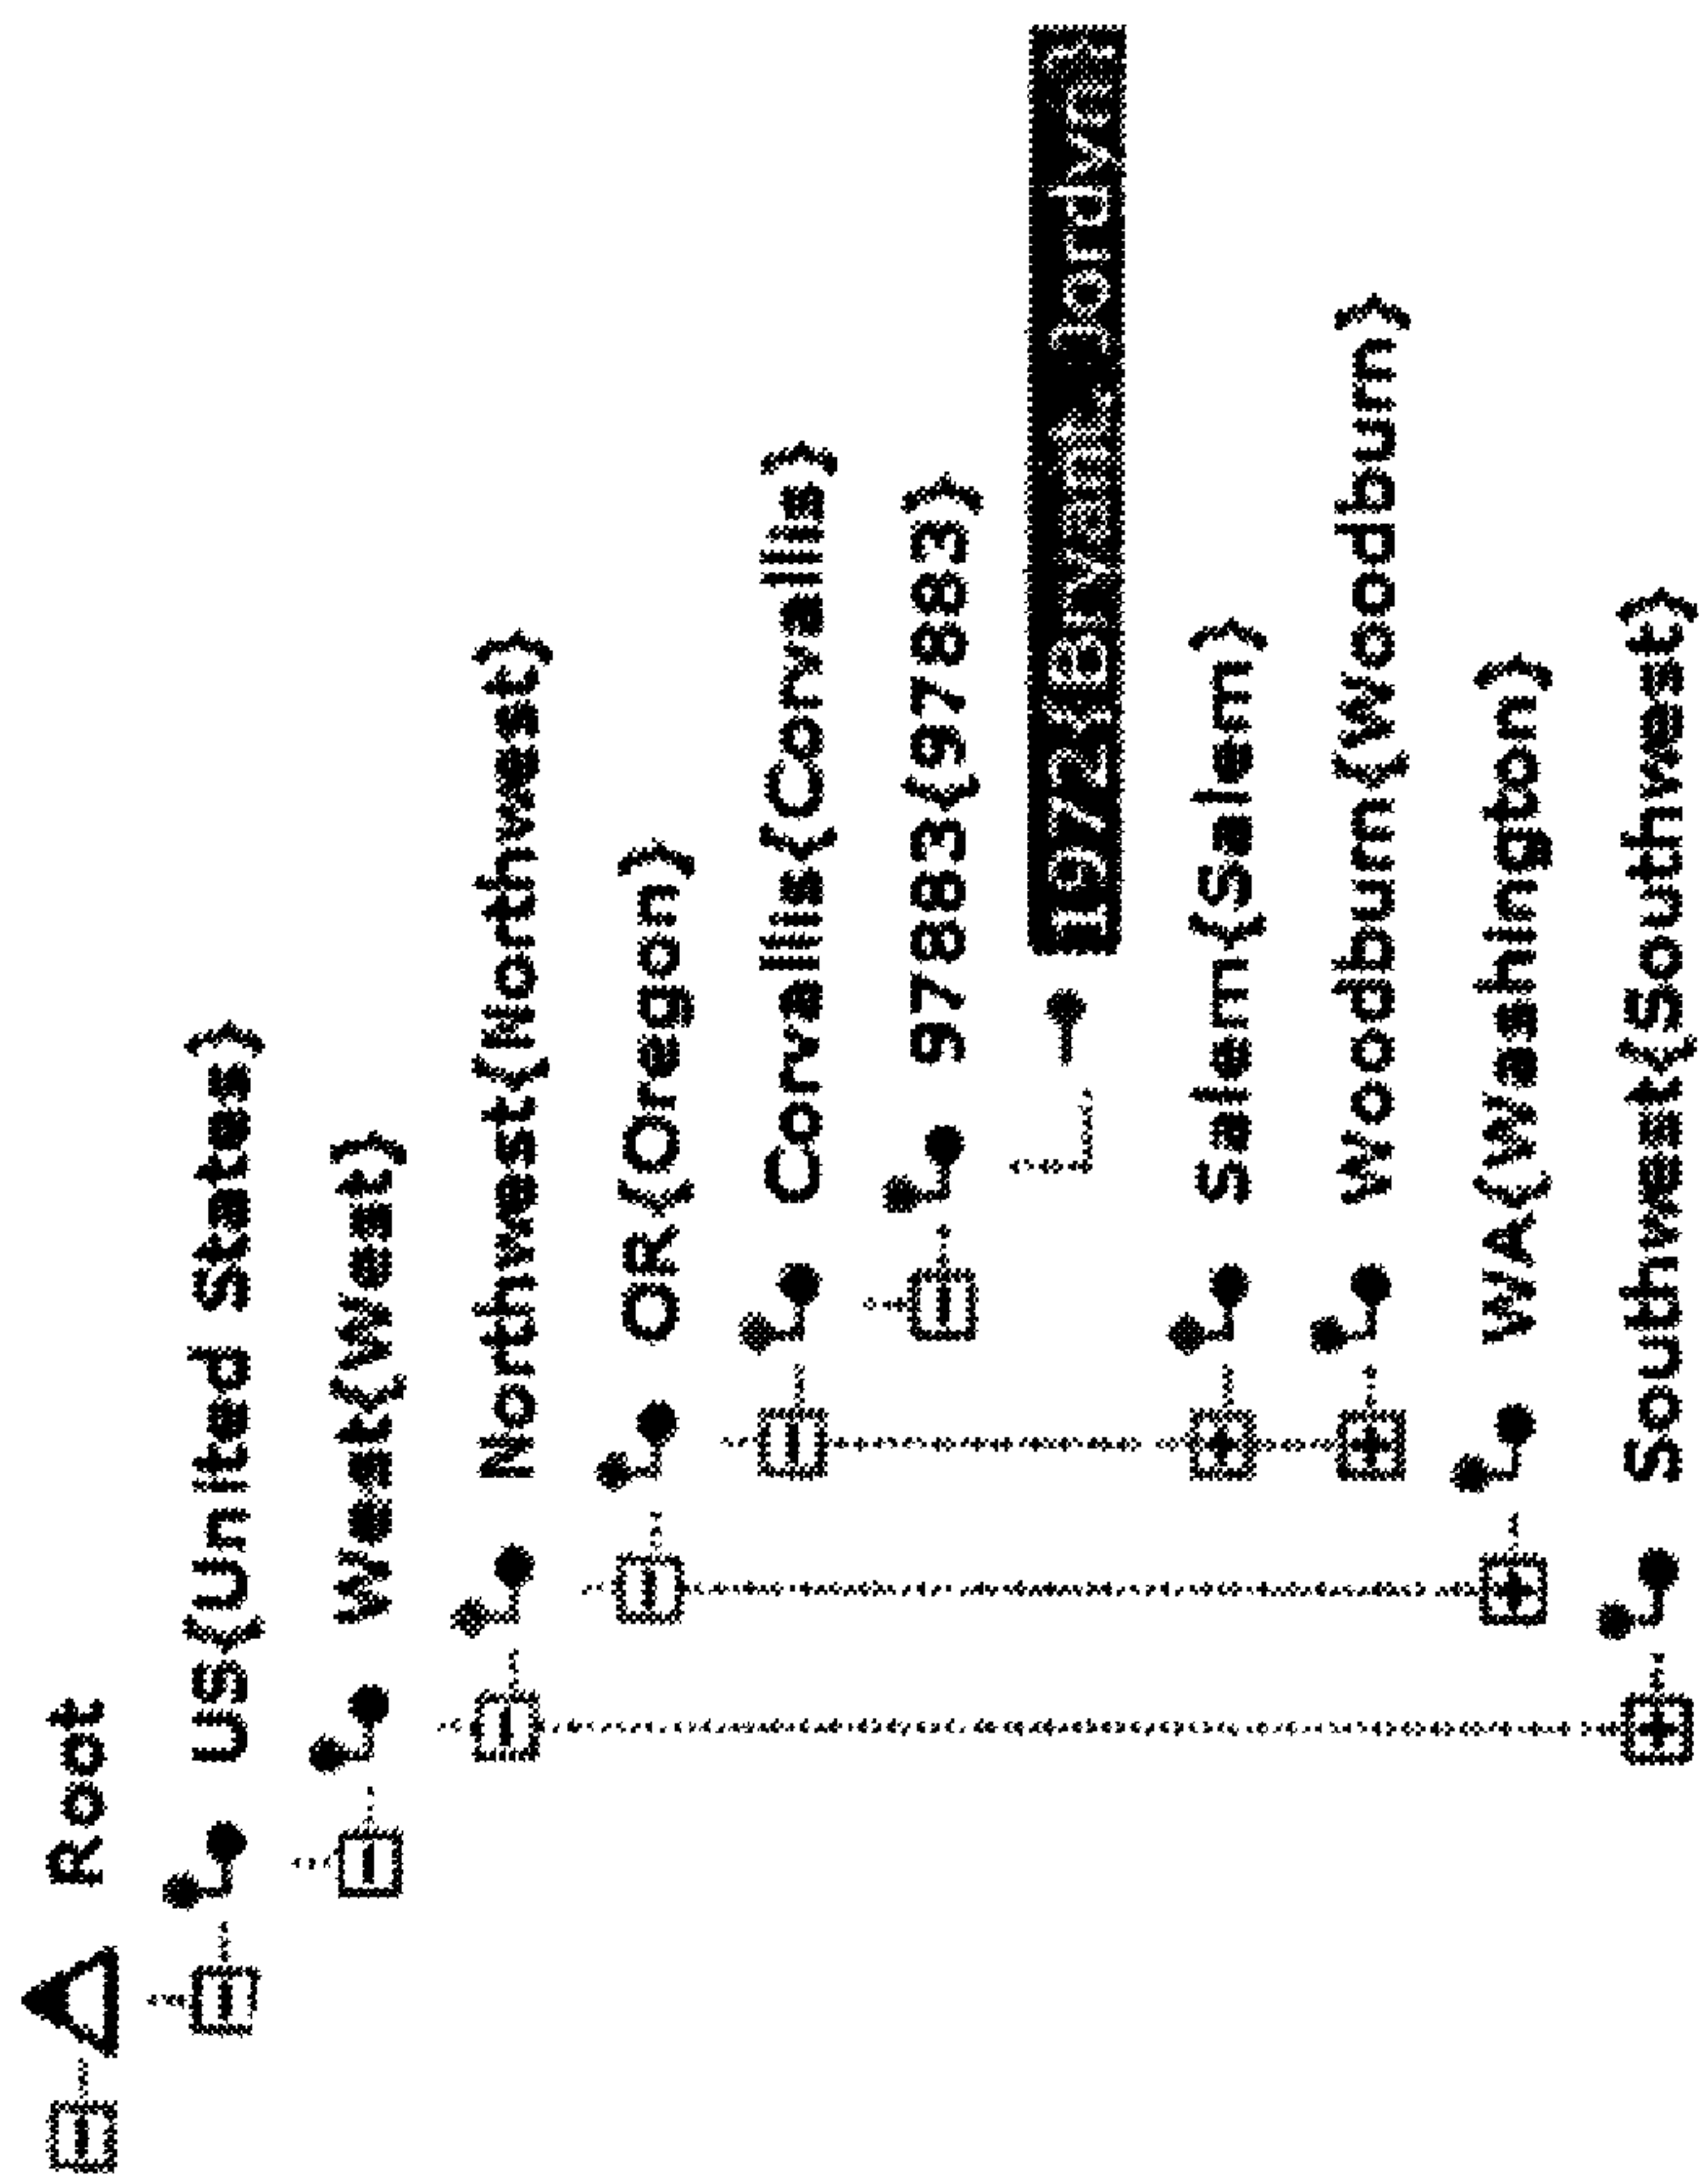 Root
US(United States)
West(West)
Northwest(Northwest)
OR(Oregon)
Corvallis(Corvallis)
97883(97883)
1972(Bryant, Jordyn)
Salem(Salem)
Woodburn(Woodburn)
WA(Washington)
Southwest(Southwest)